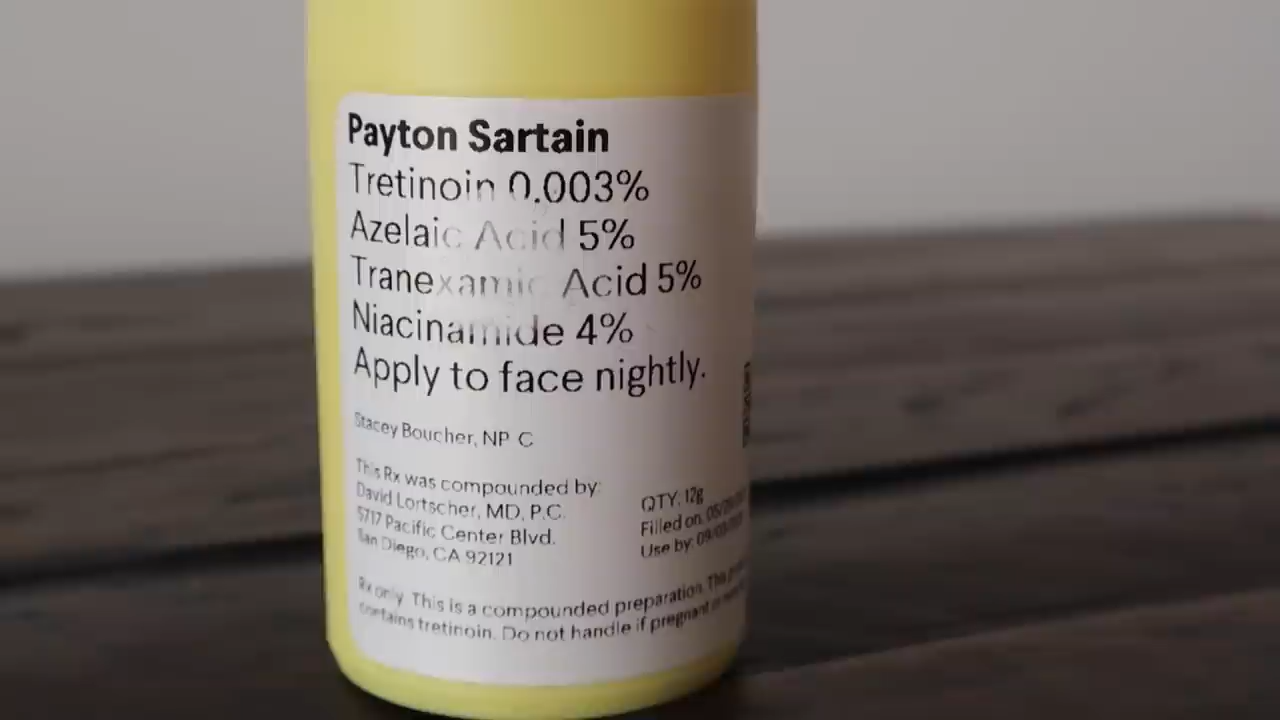 Payton Sartain
Tretinoin 0.003%
Azelaic Acid 5%
Tranexamic Acid 5%
Niacinamide 4%
Apply to face nightly.
Stacey Boucher, NP-C
This Rx was compounded by:
David Lortscher, MD, P.C.
5717 Pacific Center Blvd.
San Diego, CA 92121
QTY: 12g
Filled on:
Use by:
Rx only. This is a compounded preparation. This
contains tretinoin. Do not handle if pregnant or